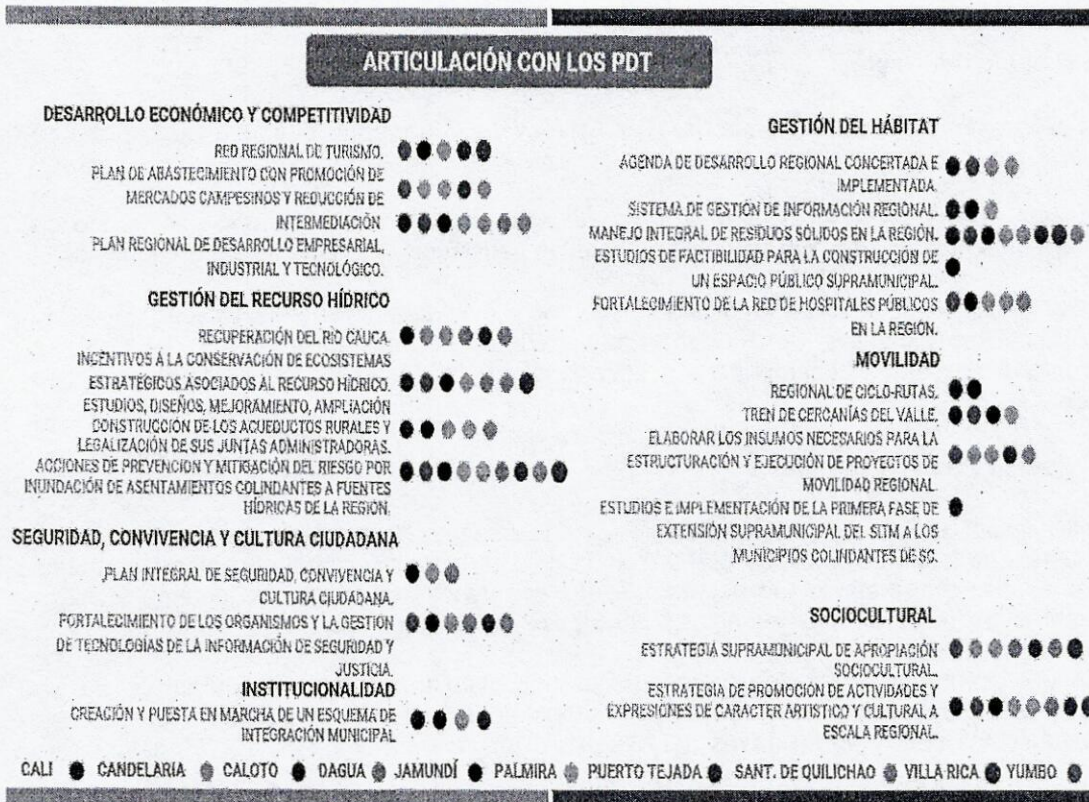 ARTICULACIÓN CON LOS PDT
DESARROLLO ECONÓMICO Y COMPETITIVIDAD
RED REGIONAL DE TURISMO.
PLAN DE ABASTECIMIENTO CON PROMOCIÓN DE
MERCADOS CAMPESINOS Y REDUCCIÓN DE
INTERMEDIACIÓN
PLAN REGIONAL DE DESARROLLO EMPRESARIAL,
INDUSTRIAL Y TECNOLÓGICO.
GESTIÓN DEL RECURSO HÍDRICO
RECUPERACIÓN DEL RIO CAUCA.
INCENTIVOS A LA CONSERVACIÓN DE ECOSISTEMAS
ESTRATÉGICOS ASOCIADOS AL RECURSO HÍDRICO.
ESTUDIOS, DISEÑOS, MEJORAMIENTO, AMPLIACIÓN
CONSTRUCCIÓN DE LOS ACUEDUCTOS RURALES Y
LEGALIZACIÓN DE SUS JUNTAS ADMINISTRADORAS.
ACCIONES DE PREVENCIÓN Y MITIGACIÓN DEL RIESGO POR
INUNDACIÓN DE ASENTAMIENTOS COLINDANTES A FUENTES
HÍDRICAS DE LA REGIÓN.
SEGURIDAD, CONVIVENCIA Y CULTURA CIUDADANA
PLAN INTEGRAL DE SEGURIDAD, CONVIVENCIA Y
CULTURA CIUDADANA.
FORTALECIMIENTO DE LOS ORGANISMOS Y LA GESTIÓN
DE TECNOLOGÍAS DE LA INFORMACIÓN DE SEGURIDAD Y
JUSTICIA.
INSTITUCIONALIDAD
CREACIÓN Y PUESTA EN MARCHA DE UN ESQUEMA DE
INTEGRACIÓN MUNICIPAL
GESTIÓN DEL HÁBITAT
AGENDA DE DESARROLLO REGIONAL CONCERTADA E
IMPLEMENTADA.
SISTEMA DE GESTIÓN DE INFORMACIÓN REGIONAL.
MANEJO INTEGRAL DE RESIDUOS SÓLIDOS EN LA REGIÓN.
ESTUDIOS DE FACTIBILIDAD PARA LA CONSTRUCCIÓN DE
UN ESPACIO PÚBLICO SUPRAMUNICIPAL.
FORTALECIMIENTO DE LA RED DE HOSPITALES PÚBLICOS
EN LA REGIÓN.
MOVILIDAD
REGIONAL DE CICLO-RUTAS.
TREN DE CERCANÍAS DEL VALLE.
ELABORAR LOS INSUMOS NECESARIOS PARA LA
ESTRUCTURACIÓN Y EJECUCIÓN DE PROYECTOS DE
MOVILIDAD REGIONAL
ESTUDIOS E IMPLEMENTACIÓN DE LA PRIMERA FASE DE
EXTENSIÓN SUPRAMUNICIPAL DEL SITM A LOS
MUNICIPIOS COLINDANTES DE SC.
SOCIOCULTURAL
ESTRATEGIA SUPRAMUNICIPAL DE APROPIACIÓN
SOCIOCULTURAL.
ESTRATEGIA DE PROMOCIÓN DE ACTIVIDADES Y
EXPRESIONES DE CARACTER ARTÍSTICO Y CULTURAL A
ESCALA REGIONAL.
CALI CANDELARIA CALOTO DAGUA JAMUNDÍ PALMIRA PUERTO TEJADA SANT. DE QUILICHAO VILLA RICA YUMBO